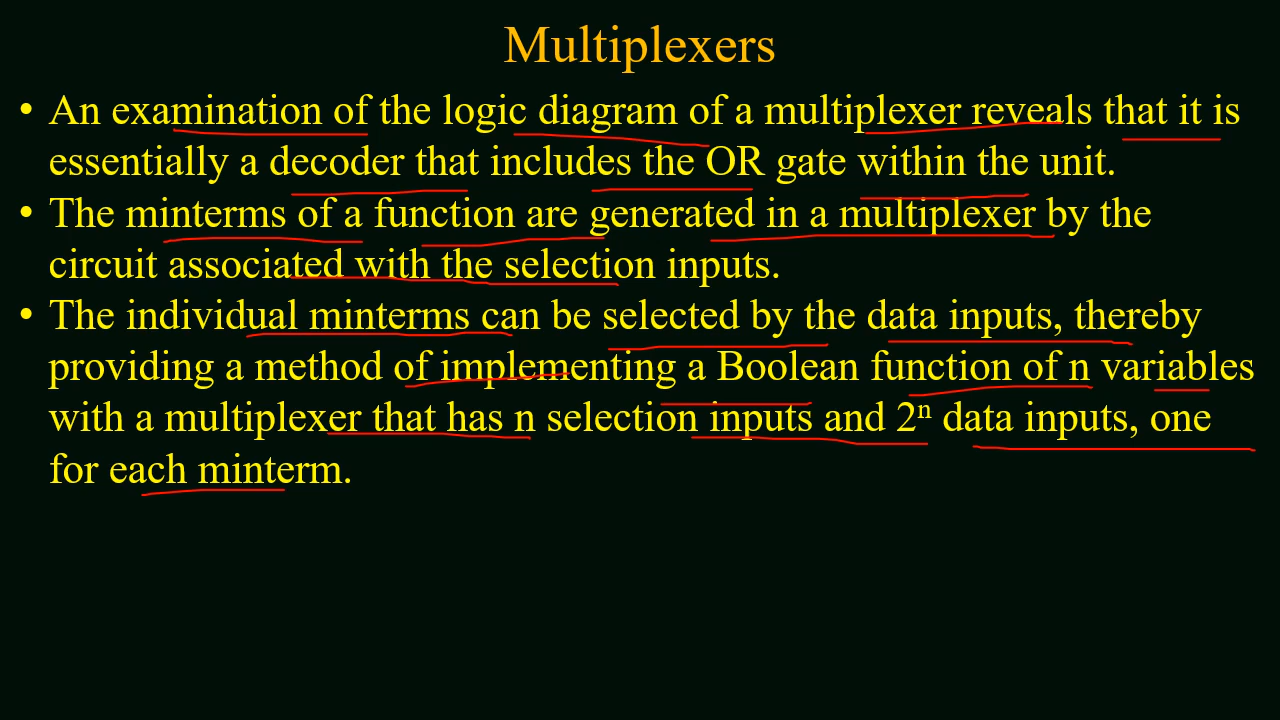 Multiplexers
• An examination of the logic diagram of a multiplexer reveals that it is
essentially a decoder that includes the OR gate within the unit.
• The minterms of a function are generated in a multiplexer by the
circuit associated with the selection inputs.
• The individual minterms can be selected by the data inputs, thereby
providing a method of implementing a Boolean function of n variables
with a multiplexer that has n selection inputs and 2ⁿ data inputs, one
for each minterm.